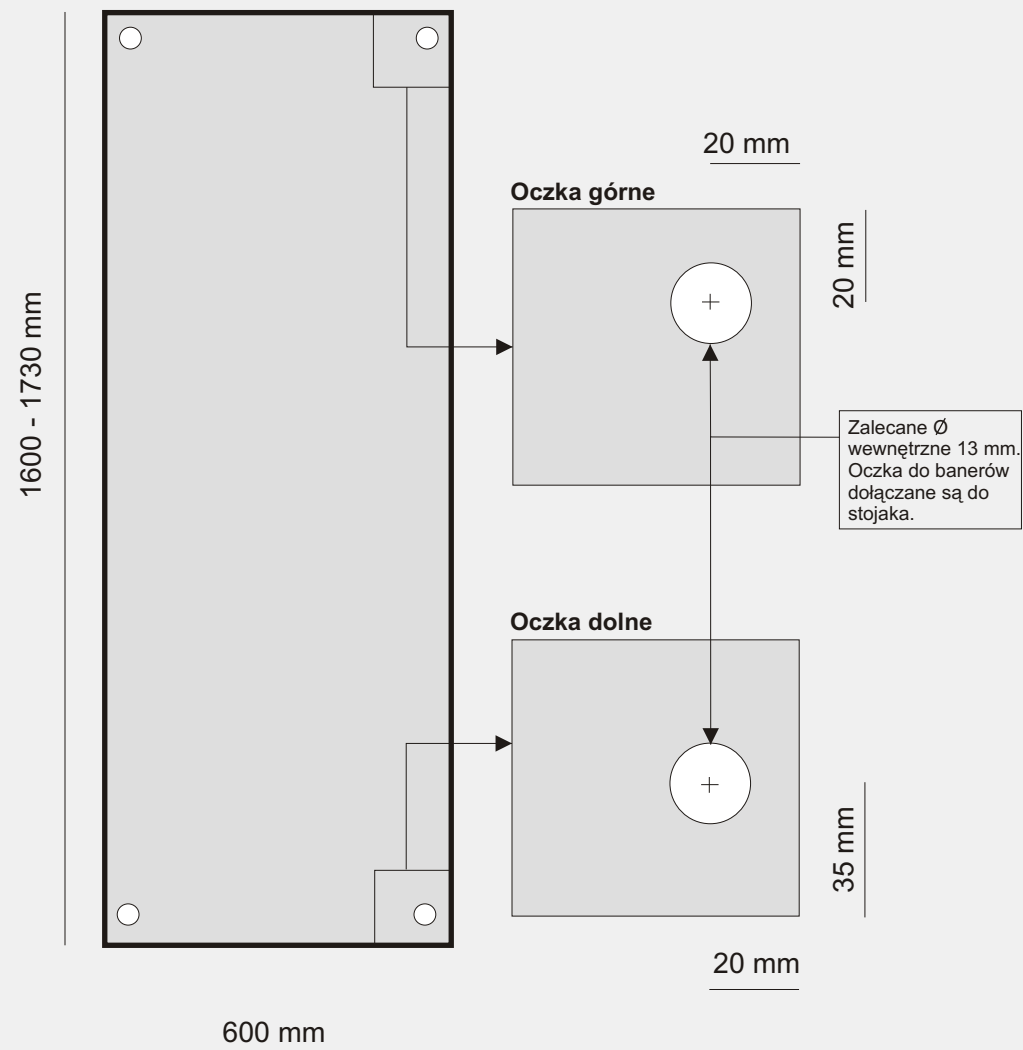 20 mm
Oczka górne
20 mm
1600 - 1730 mm
Zalecane Ø
wewnętrzne 13 mm.
Oczka do banerów
dołączane są do
stojaka.
Oczka dolne
35 mm
20 mm
600 mm